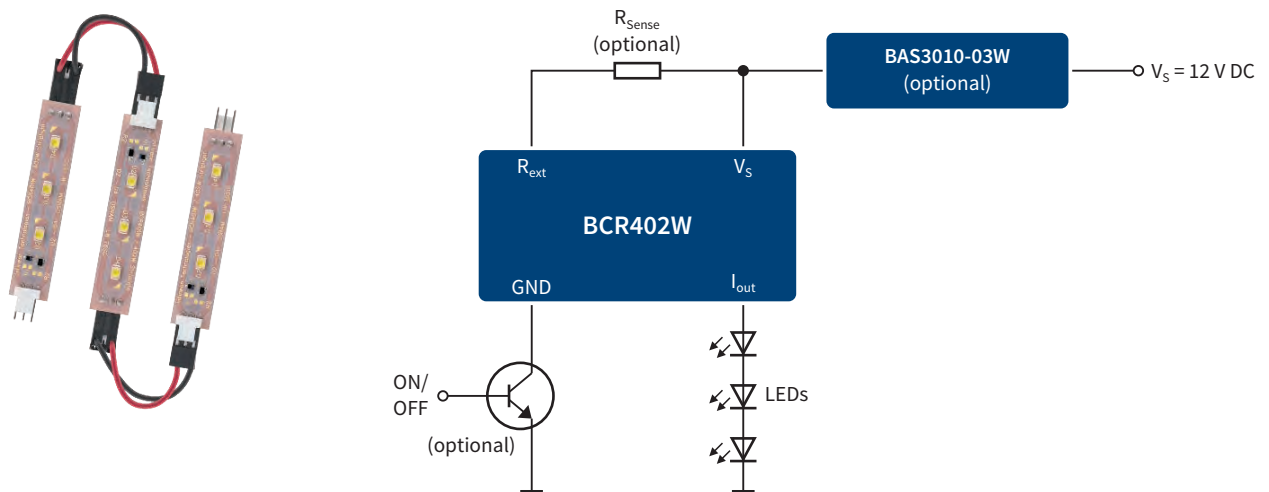 R_Sense
(optional)
BAS3010-03W
(optional)
V_S = 12 V DC
R_ext
V_S
BCR402W
GND
I_out
ON/
OFF
(optional)
LEDs